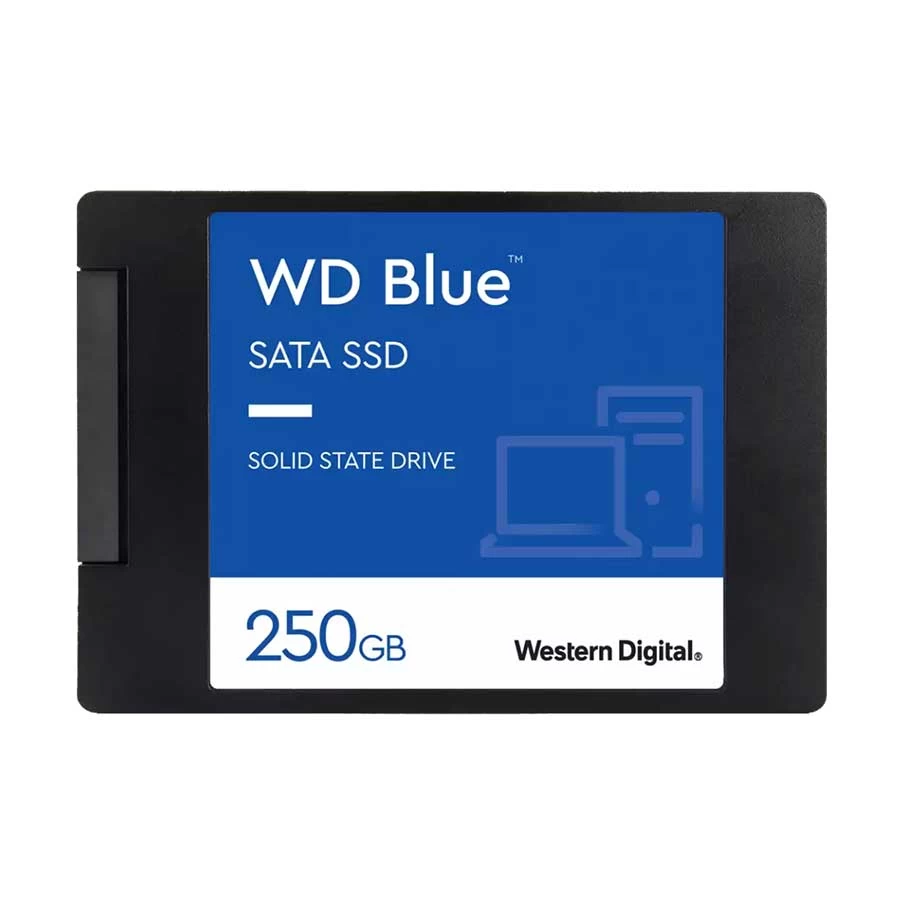 WD Blue™
SATA SSD
SOLID STATE DRIVE
250GB
Western Digital®